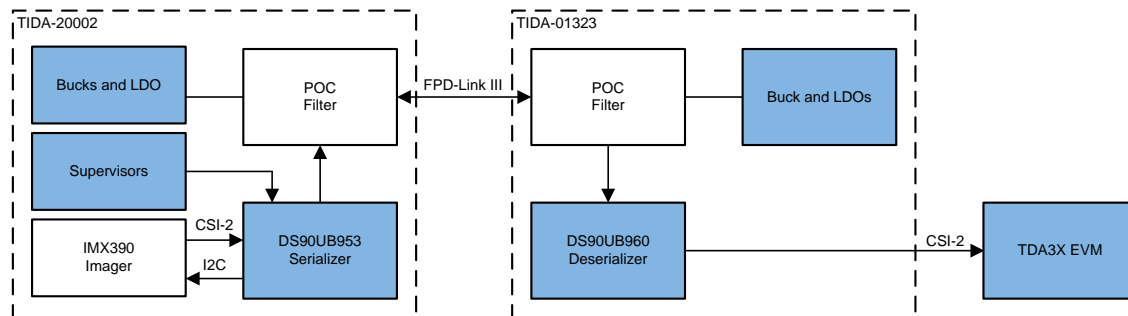 TIDA-20002
Bucks and LDO
POC
Filter
Supervisors
IMX390
Imager
CSI-2
I2C
DS90UB953
Serializer
FPD-Link III
TIDA-01323
POC
Filter
Buck and LDOs
DS90UB960
Deserializer
CSI-2
TDA3X EVM